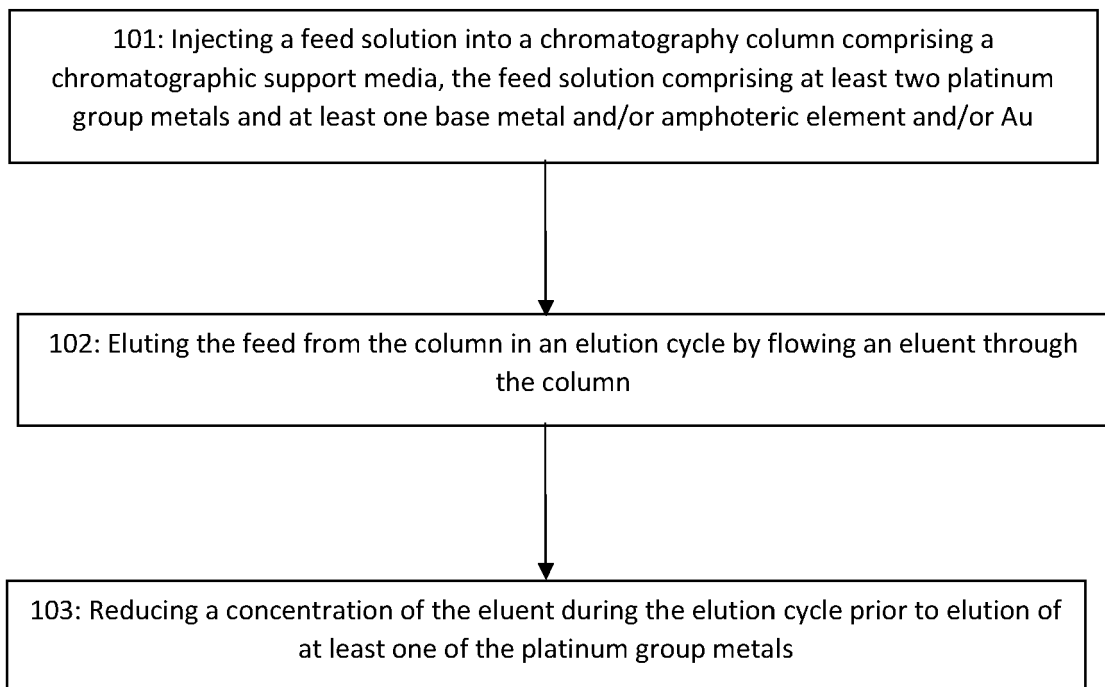 101: Injecting a feed solution into a chromatography column comprising a
chromatographic support media, the feed solution comprising at least two platinum
group metals and at least one base metal and/or amphoteric element and/or Au
102: Eluting the feed from the column in an elution cycle by flowing an eluent through
the column
103: Reducing a concentration of the eluent during the elution cycle prior to elution of
at least one of the platinum group metals